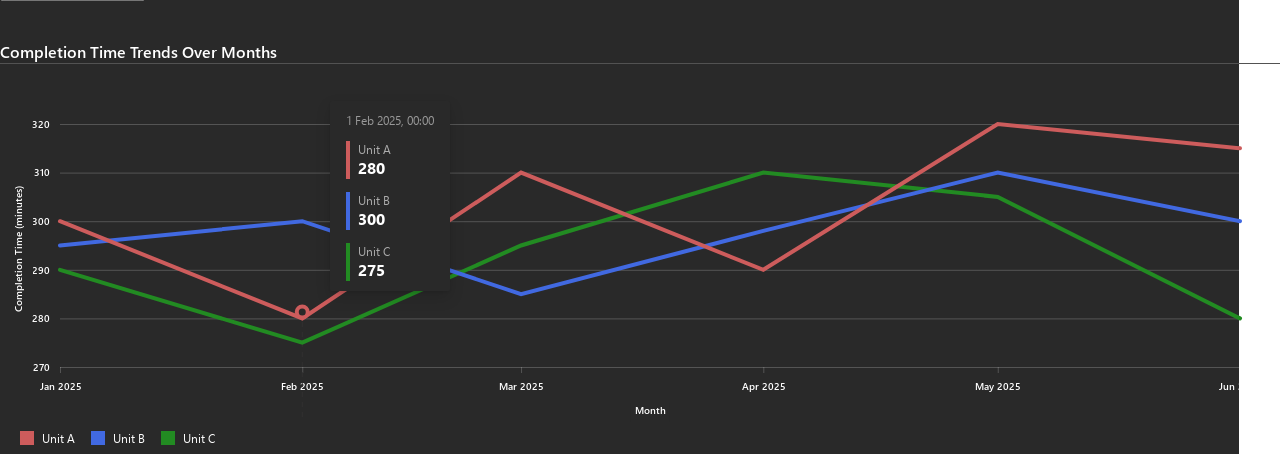 Completion Time Trends Over Months
1 Feb 2025, 00:00
Unit A
280
Unit B
300
Unit C
275
Completion Time (minutes)
320
310
300
290
280
270
Jan 2025
Feb 2025
Mar 2025
Apr 2025
May 2025
Jun
Month
Unit A
Unit B
Unit C